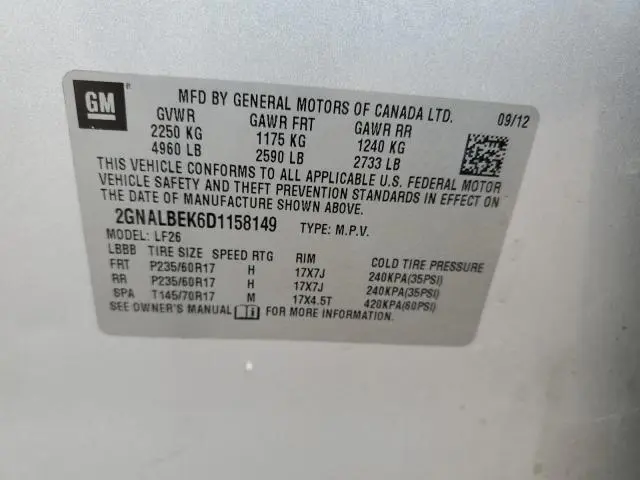 GM
MFD BY GENERAL MOTORS OF CANADA LTD. 09/12
GVWR GAWR FRT GAWR RR
2250 KG 1175 KG 1240 KG
4960 LB 2590 LB 2733 LB
THIS VEHICLE CONFORMS TO ALL APPLICABLE U.S. FEDERAL MOTOR
VEHICLE SAFETY AND THEFT PREVENTION STANDARDS IN EFFECT ON
THE DATE OF MANUFACTURE SHOWN ABOVE.
2GNALBEK6D1158149 TYPE: M.P.V.
MODEL: LF26
LBBB TIRE SIZE SPEED RTG RIM COLD TIRE PRESSURE
FRT P235/60R17 H 17X7J 240KPA(35PSI)
RR P235/60R17 H 17X7J 240KPA(35PSI)
SPA T145/70R17 M 17X4.5T 420KPA(60PSI)
SEE OWNER'S MANUAL FOR MORE INFORMATION.